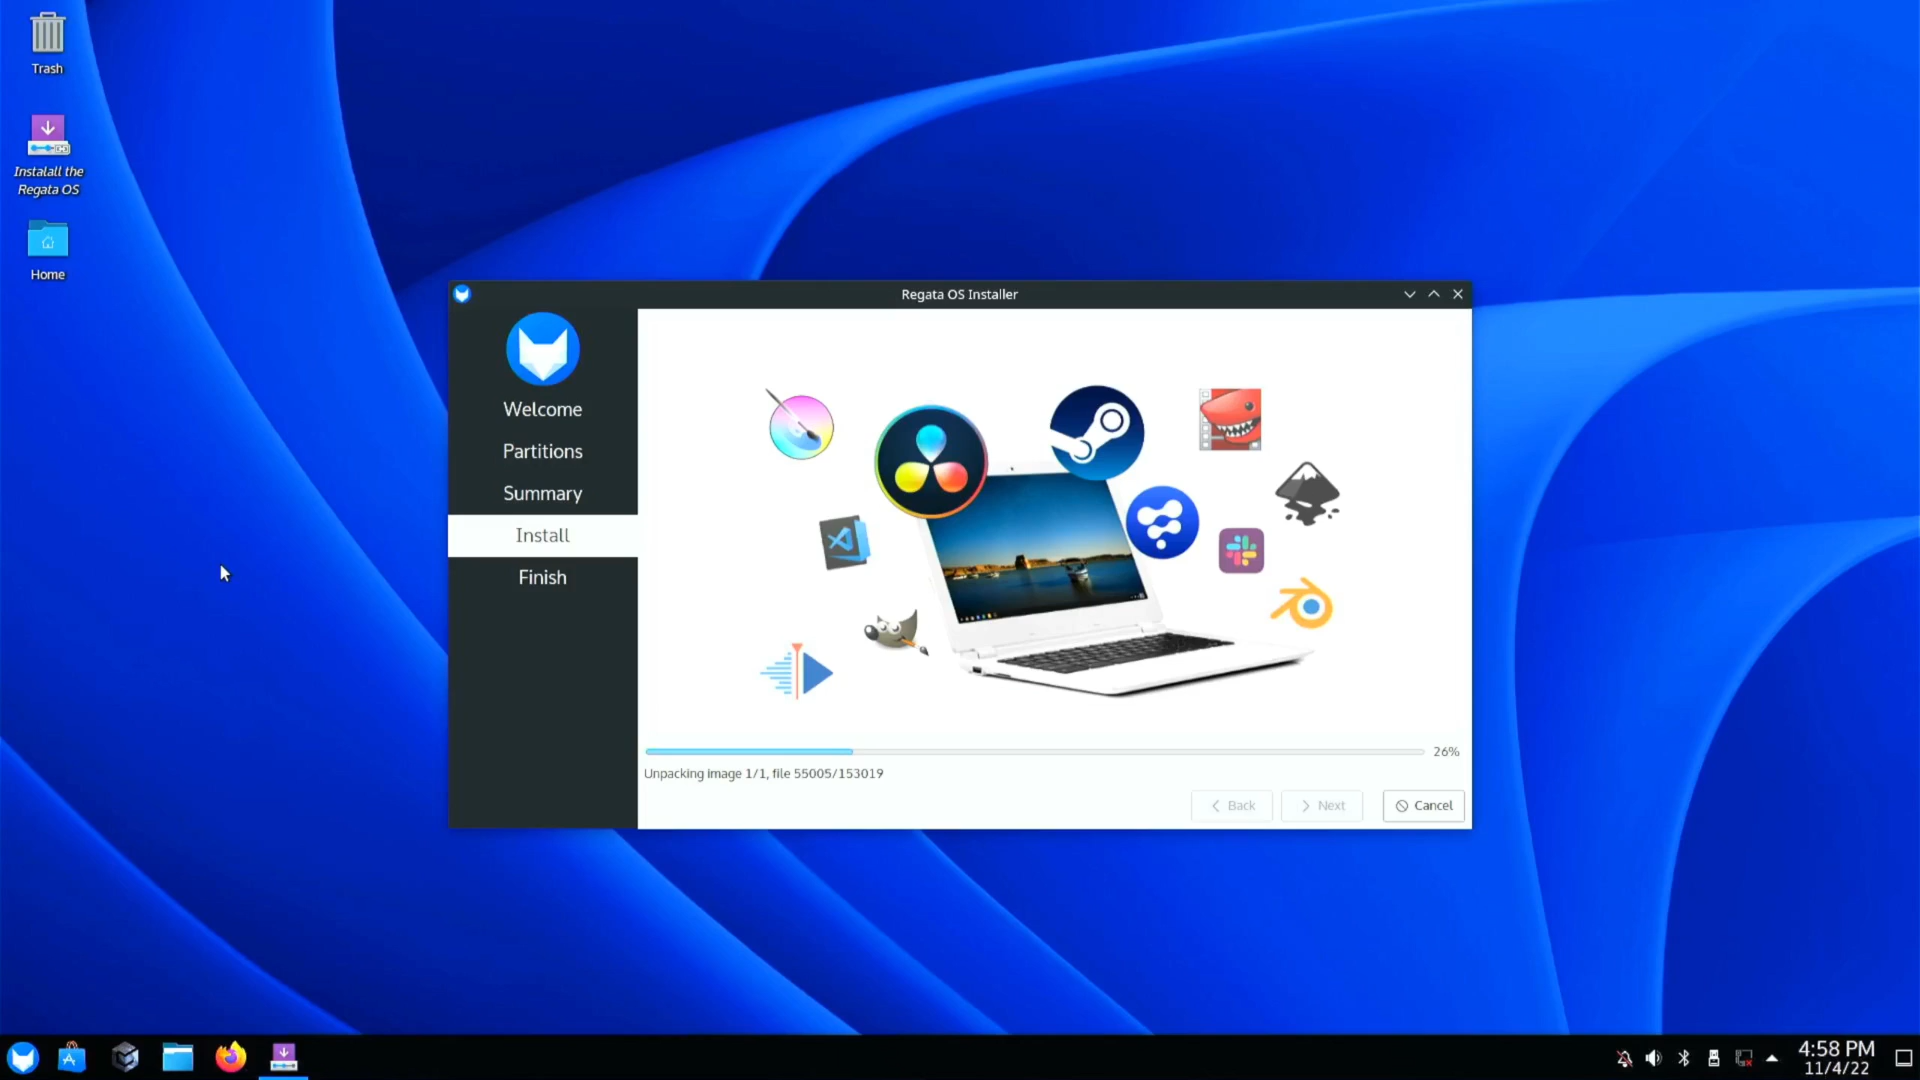 Trash
Instalall the
Regata OS
Home
Regata OS Installer
Welcome
Partitions
Summary
Install
Finish
26%
Unpacking image 1/1, file 55005/153019
Back
Next
Cancel
4:58 PM
11/4/22